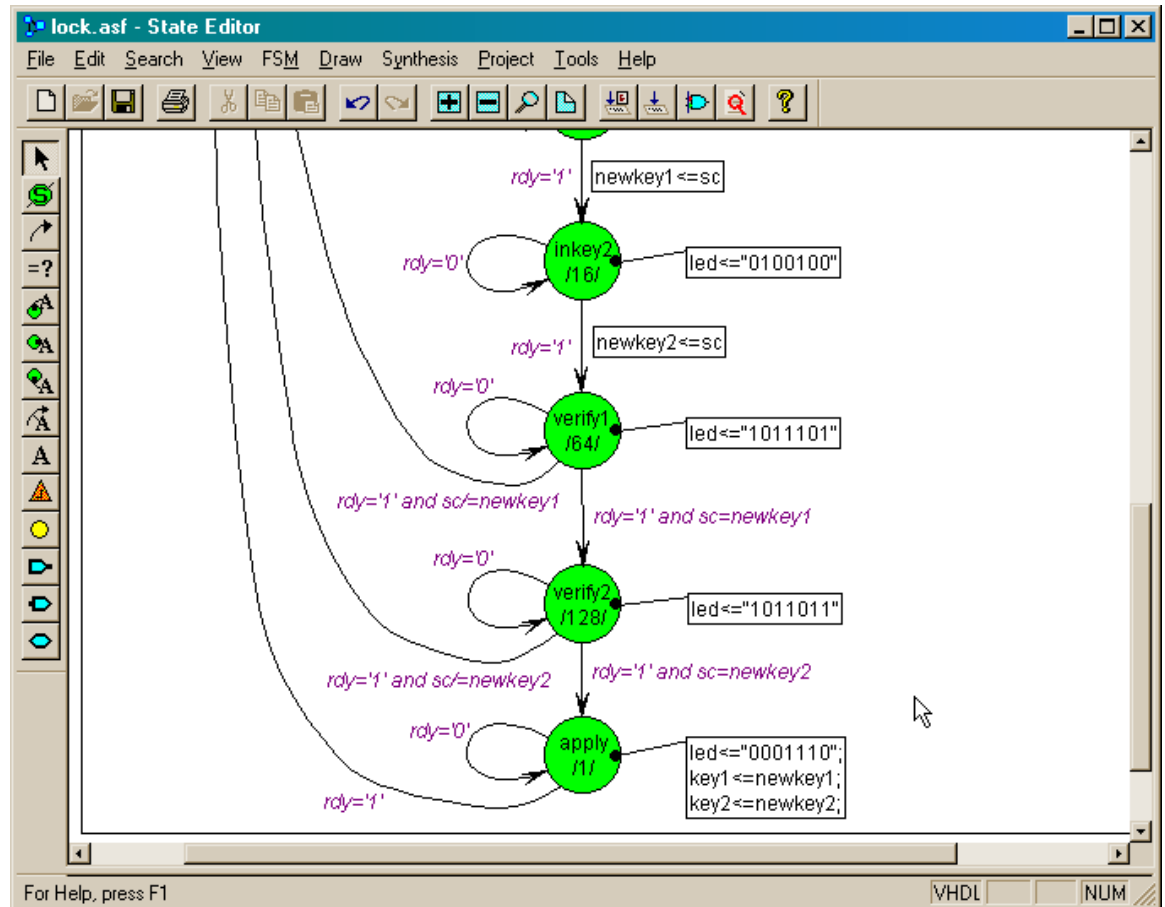 lock.asf - State Editor
File Edit Search View FSM Draw Synthesis Project Tools Help
rdy='1' newkey1<=sc
=?
rdy='0' inkey2 led<="0100100"
/16/
rdy='1' newkey2<=sc
rdy='0'
verify1 led<="1011101"
/64/
rdy='1' and sc/=newkey1
rdy='1' and sc=newkey1
rdy='0'
verify2 led<="1011011"
/128/
rdy='1' and sc/=newkey2 rdy='1' and sc=newkey2
rdy='0' apply led<="0001110";
/1/ key1<=newkey1;
key2<=newkey2;
rdy='1'
For Help, press F1 VHDL NUM